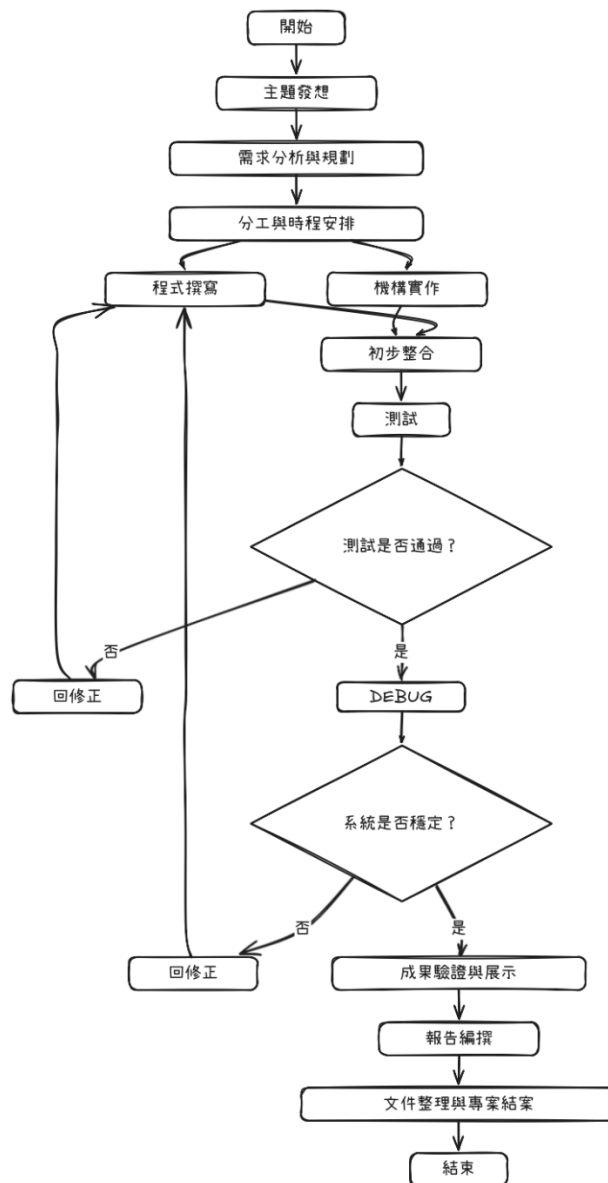 開始
主題發想
需求分析與規劃
分工與時程安排
程式撰寫
機構實作
初步整合
測試
測試是否通過？
否
是
回修正
DEBUG
系統是否穩定？
否
是
回修正
成果驗證與展示
報告編撰
文件整理與專案結案
結束